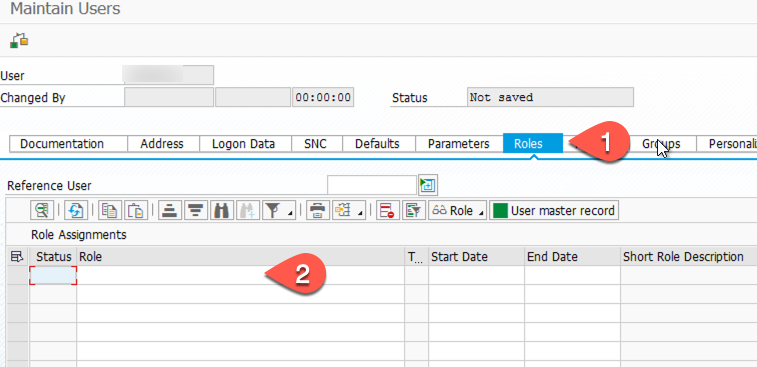 Maintain Users
User
Changed By 00:00:00 Status Not saved
Documentation Address Logon Data SNC Defaults Parameters Roles 1 Groups Personali
Reference User
Role User master record
Role Assignments
Status Role T... Start Date End Date Short Role Description
2